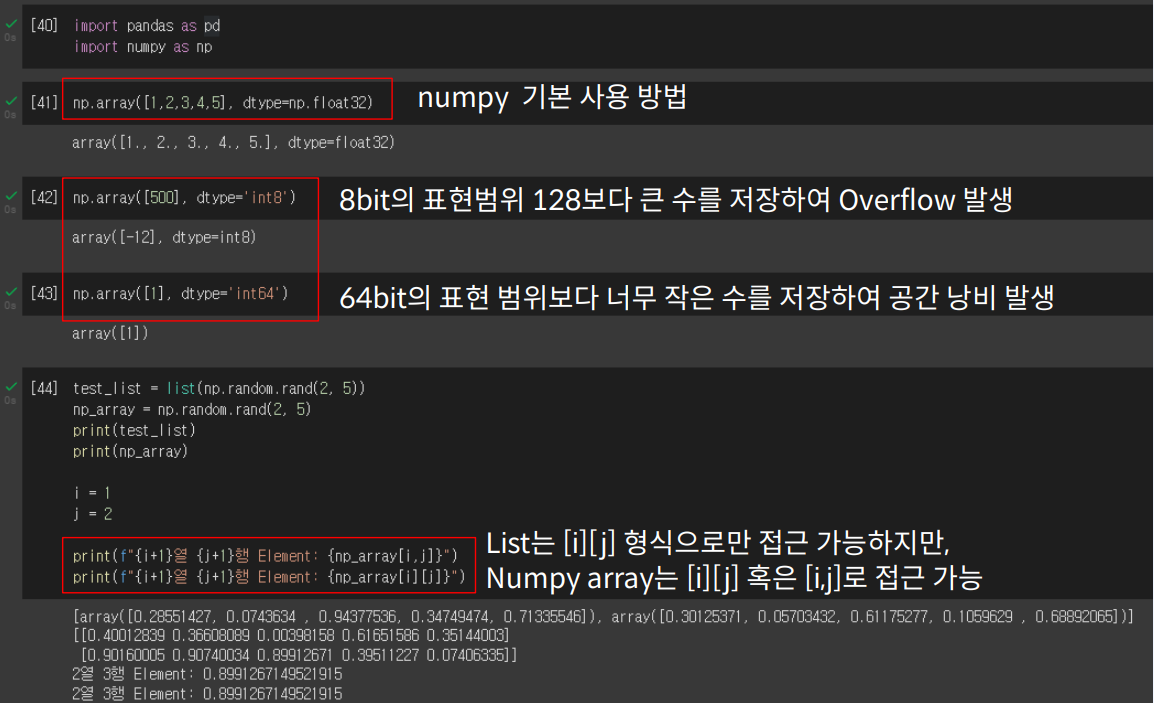 [40] import pandas as pd
import numpy as np
0s
[41] np.array([1,2,3,4,5], dtype=np.float32) numpy 기본 사용 방법
0s
array([1., 2., 3., 4., 5.], dtype=float32)
[42] np.array([500], dtype='int8') 8bit의 표현범위 128보다 큰 수를 저장하여 Overflow 발생
0s
array([-12], dtype=int8)
[43] np.array([1], dtype='int64') 64bit의 표현 범위보다 너무 작은 수를 저장하여 공간 낭비 발생
0s
array([1])
[44] test_list = list(np.random.rand(2, 5))
0s
np_array = np.random.rand(2, 5)
print(test_list)
print(np_array)
i = 1
j = 2
print(f"{i+1}열 {j+1}행 Element: {np_array[i,j]}")
print(f"{i+1}열 {j+1}행 Element: {np_array[i][j]}")
List는 [i][j] 형식으로만 접근 가능하지만,
Numpy array는 [i][j] 혹은 [i,j]로 접근 가능
[array([0.28551427, 0.0743634 , 0.94377536, 0.34749474, 0.71335546]), array([0.30125371, 0.05703432, 0.61175277, 0.1059629 , 0.68892065])]
[[0.40012839 0.36608089 0.00398158 0.61651586 0.35144003]
[0.90160005 0.90740034 0.89912671 0.39511227 0.07406335]]
2열 3행 Element: 0.8991267149521915
2열 3행 Element: 0.8991267149521915